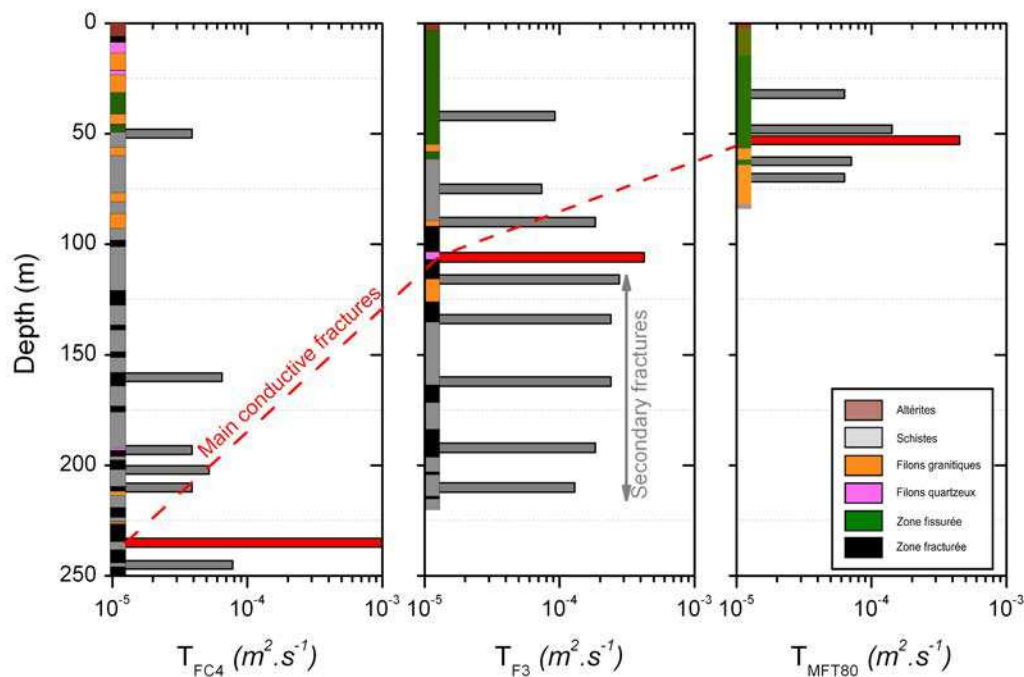 0
50
100
150
200
250
Depth (m)
10⁻⁵
10⁻⁴
10⁻³
T_FC4 (m².s⁻¹)
Main conductive fractures
10⁻⁵
10⁻⁴
10⁻³
T_F3 (m².s⁻¹)
Secondary fractures
10⁻⁵
10⁻⁴
10⁻³
T_MFT80 (m².s⁻¹)
Altérites
Schistes
Filons granitiques
Filons quartzeux
Zone fissurée
Zone fracturée